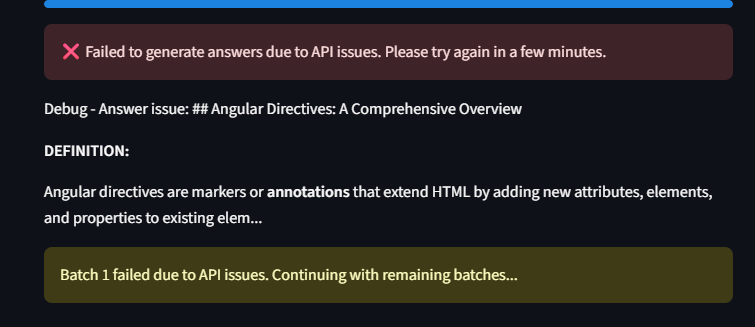 ❌ Failed to generate answers due to API issues. Please try again in a few minutes.
Debug - Answer issue: ## Angular Directives: A Comprehensive Overview
DEFINITION:
Angular directives are markers or annotations that extend HTML by adding new attributes, elements,
and properties to existing elem...
Batch 1 failed due to API issues. Continuing with remaining batches...